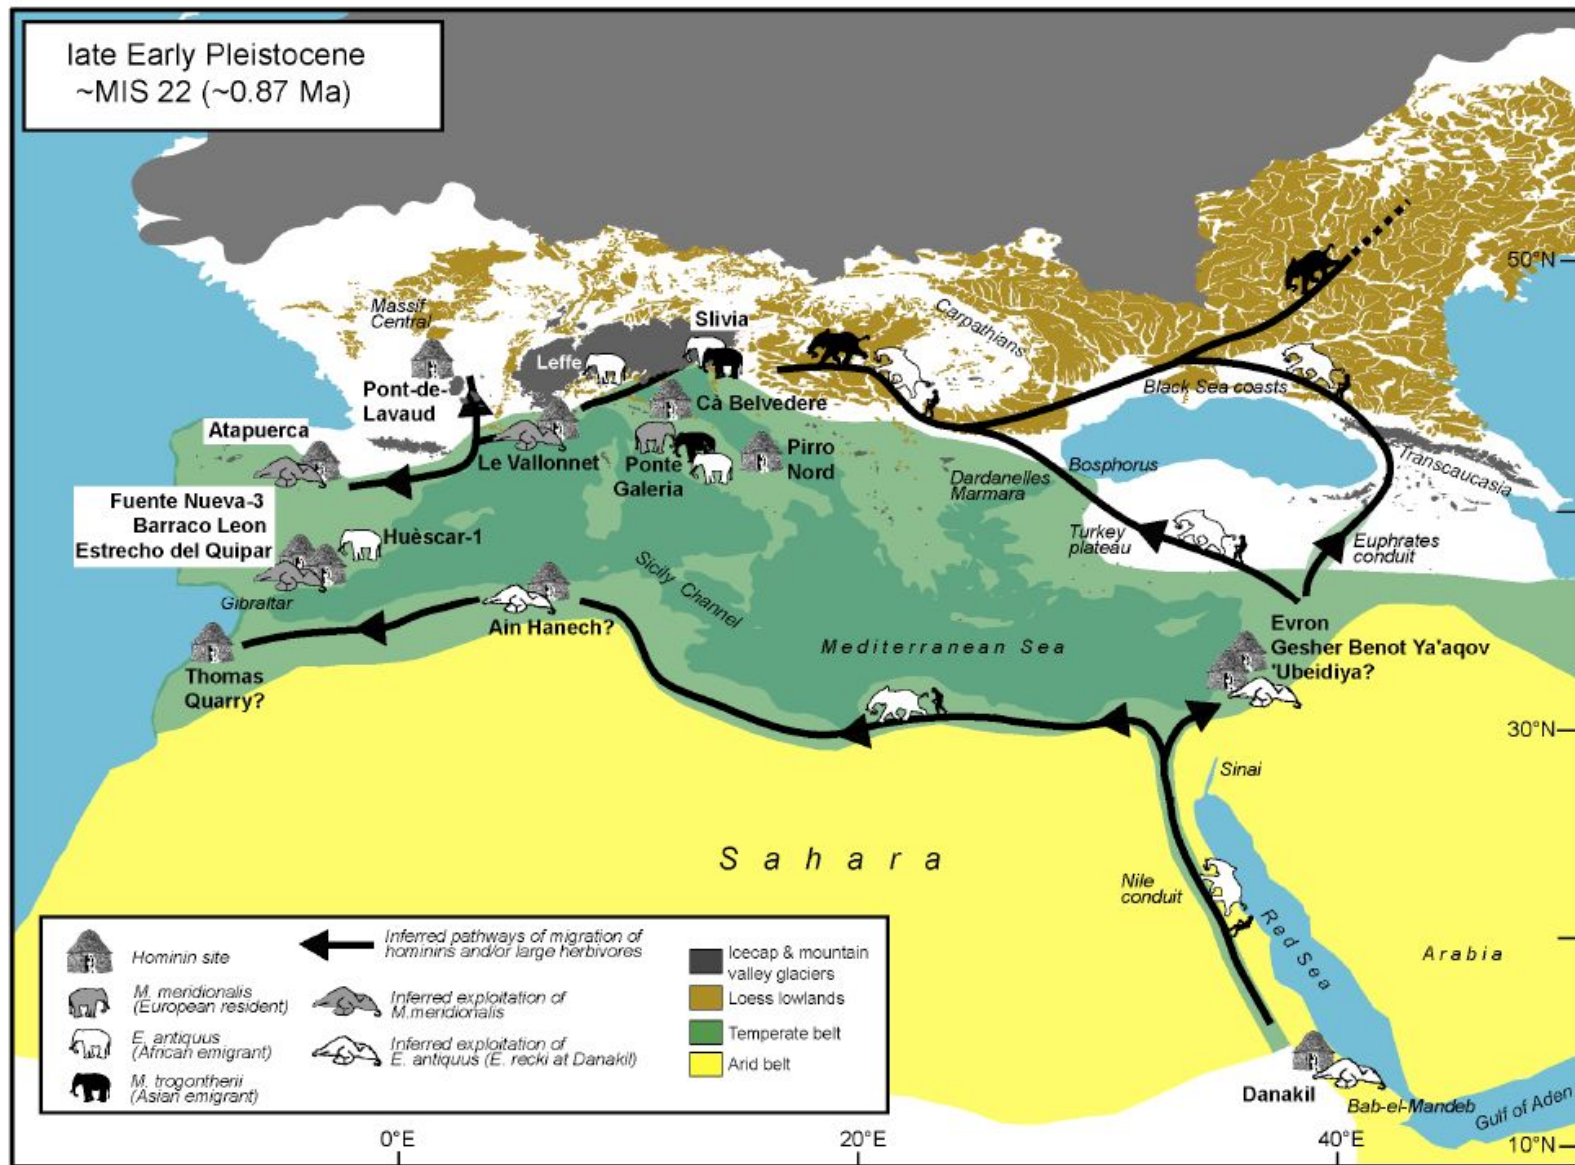 late Early Pleistocene
~MIS 22 (~0.87 Ma)
50°N
Massif
Central
Slivia
Carpathians
Leffe
Pont-de-
Lavaud
Cà Belvedere
Black Sea coasts
Atapuerca
Le Vallonnet
Ponte
Galeria
Pirro
Nord
Bosphorus
Transcaucasia
Dardanelles
Marmara
Fuente Nueva-3
Barraco Leon
Estrecho del Quipar
Huèscar-1
Turkey
plateau
Euphrates
conduit
Gibraltar
Sicily Channel
Ain Hanech?
Mediterranean Sea
Evron
Gesher Benot Ya'aqov
'Ubeidiya?
Thomas
Quarry?
30°N
Sinai
Sahara
Nile
conduit
Red Sea
Arabia
Hominin site
Inferred pathways of migration of
hominins and/or large herbivores
Icecap & mountain
valley glaciers
M. meridionalis
(European resident)
Inferred exploitation of
M.meridionalis
Loess lowlands
E. antiquus
(African emigrant)
Inferred exploitation of
E. antiquus (E. recki at Danakil)
Temperate belt
M. trogontherii
(Asian emigrant)
Arid belt
Danakil
Bab-el-Mandeb
Gulf of Aden
0°E
20°E
40°E
10°N